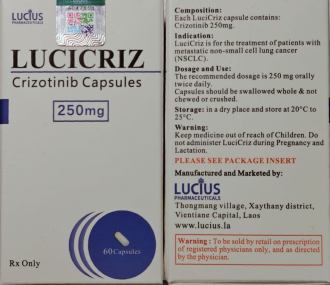 LUCIUS
PHARMACEUTICALS
LUCICRIZ
Crizotinib Capsules
250mg
60 Capsules
Rx Only
Composition:
Each LuciCriz capsule contains:
Crizotinib 250mg.
Indication:
LuciCriz is for the treatment of patients with
metastatic non-small cell lung cancer
(NSCLC).
Dosage and Use:
The recommended dosage is 250 mg orally
twice daily.
Capsules should be swallowed whole & not
chewed or crushed.
Storage: in a dry place and store at 20°C to
25°C.
Warning:
Keep medicine out of reach of Children. Do
not administer LuciCriz during Pregnancy and
Lactation.
PLEASE SEE PACKAGE INSERT
Manufactured and Marketed by:
LUCIUS
PHARMACEUTICALS
Thongmang village, Xaythany district,
Vientiane Capital, Laos
www.lucius.la
Warning : To be sold by retail on prescription
of registered physicians only, and as directed
by the physician.